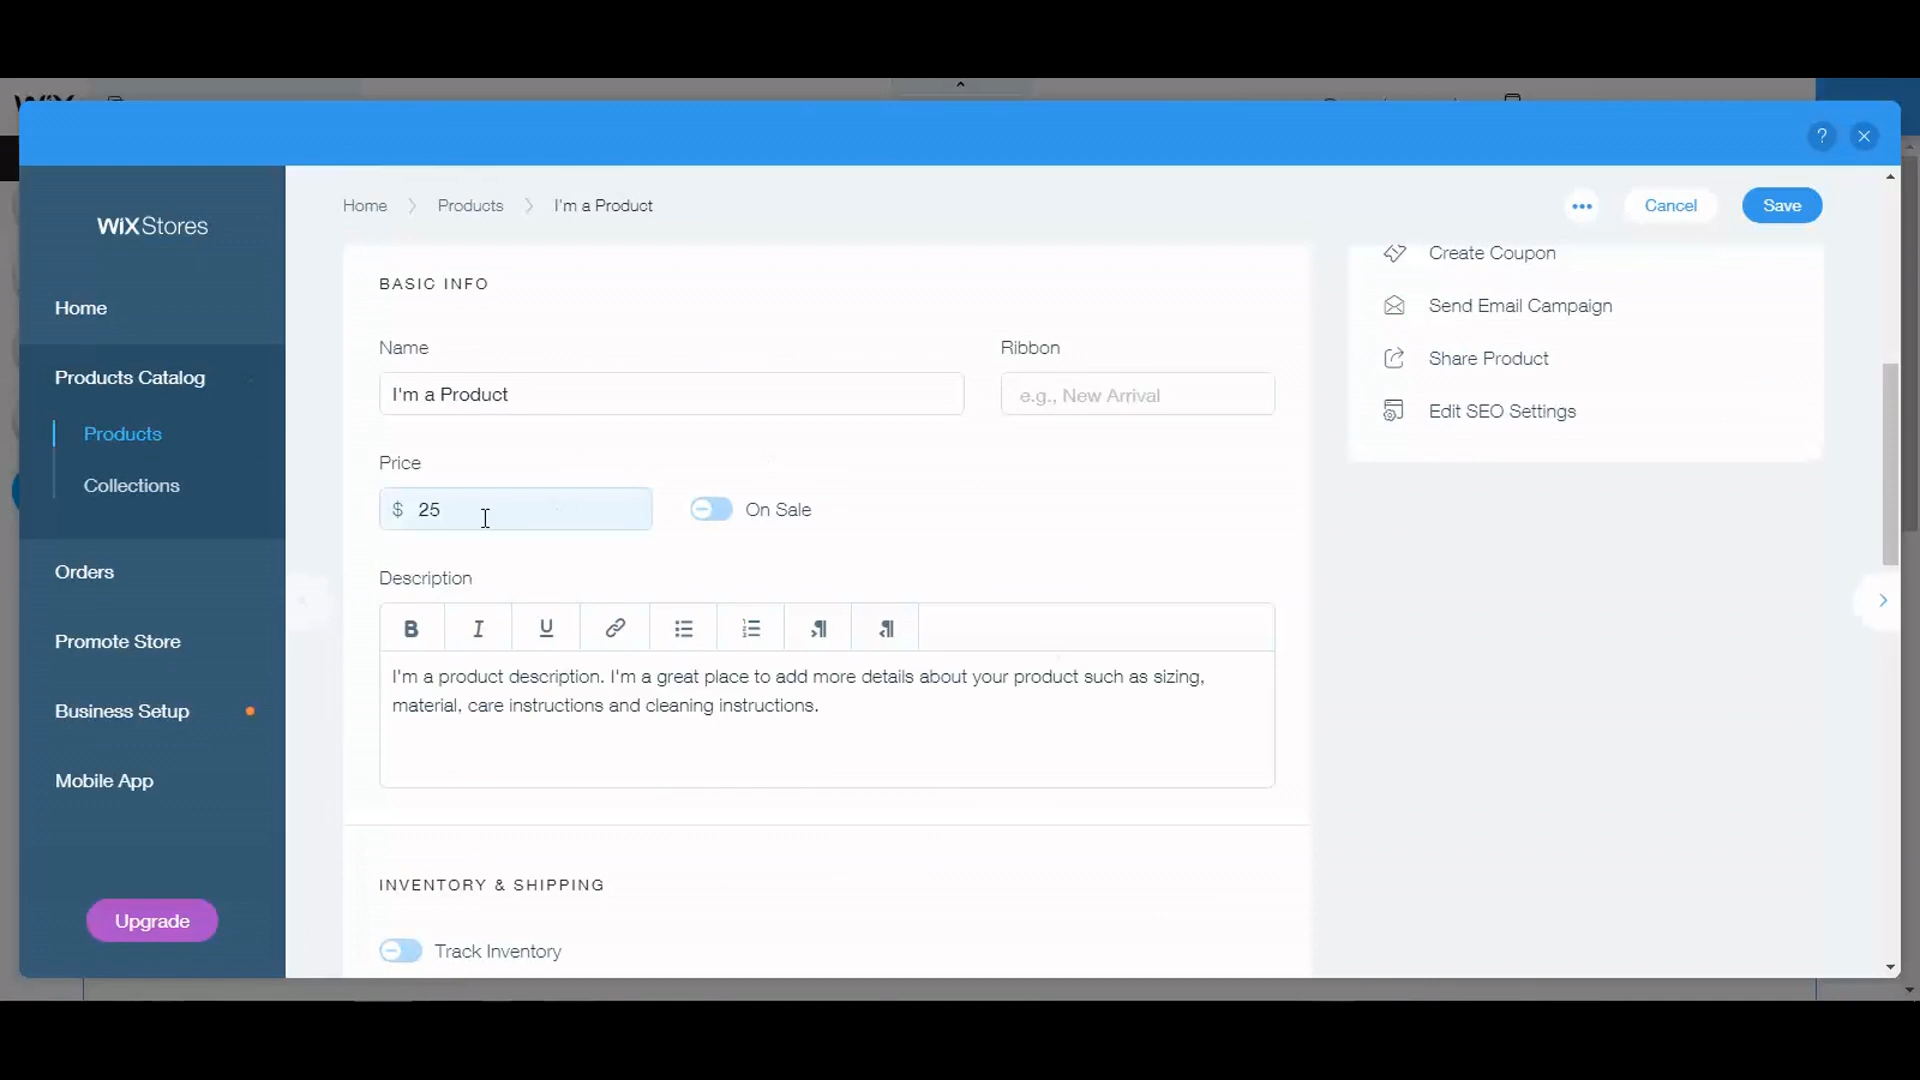 WiX
?
WiXStores
Home
Products
I'm a Product
Cancel
Save
Home
Products Catalog
Products
Collections
Orders
Promote Store
Business Setup
Mobile App
Upgrade
BASIC INFO
Name
Ribbon
I'm a Product
e.g., New Arrival
Price
$ 25
On Sale
Description
B I U
I'm a product description. I'm a great place to add more details about your product such as sizing,
material, care instructions and cleaning instructions.
INVENTORY & SHIPPING
Track Inventory
Create Coupon
Send Email Campaign
Share Product
Edit SEO Settings